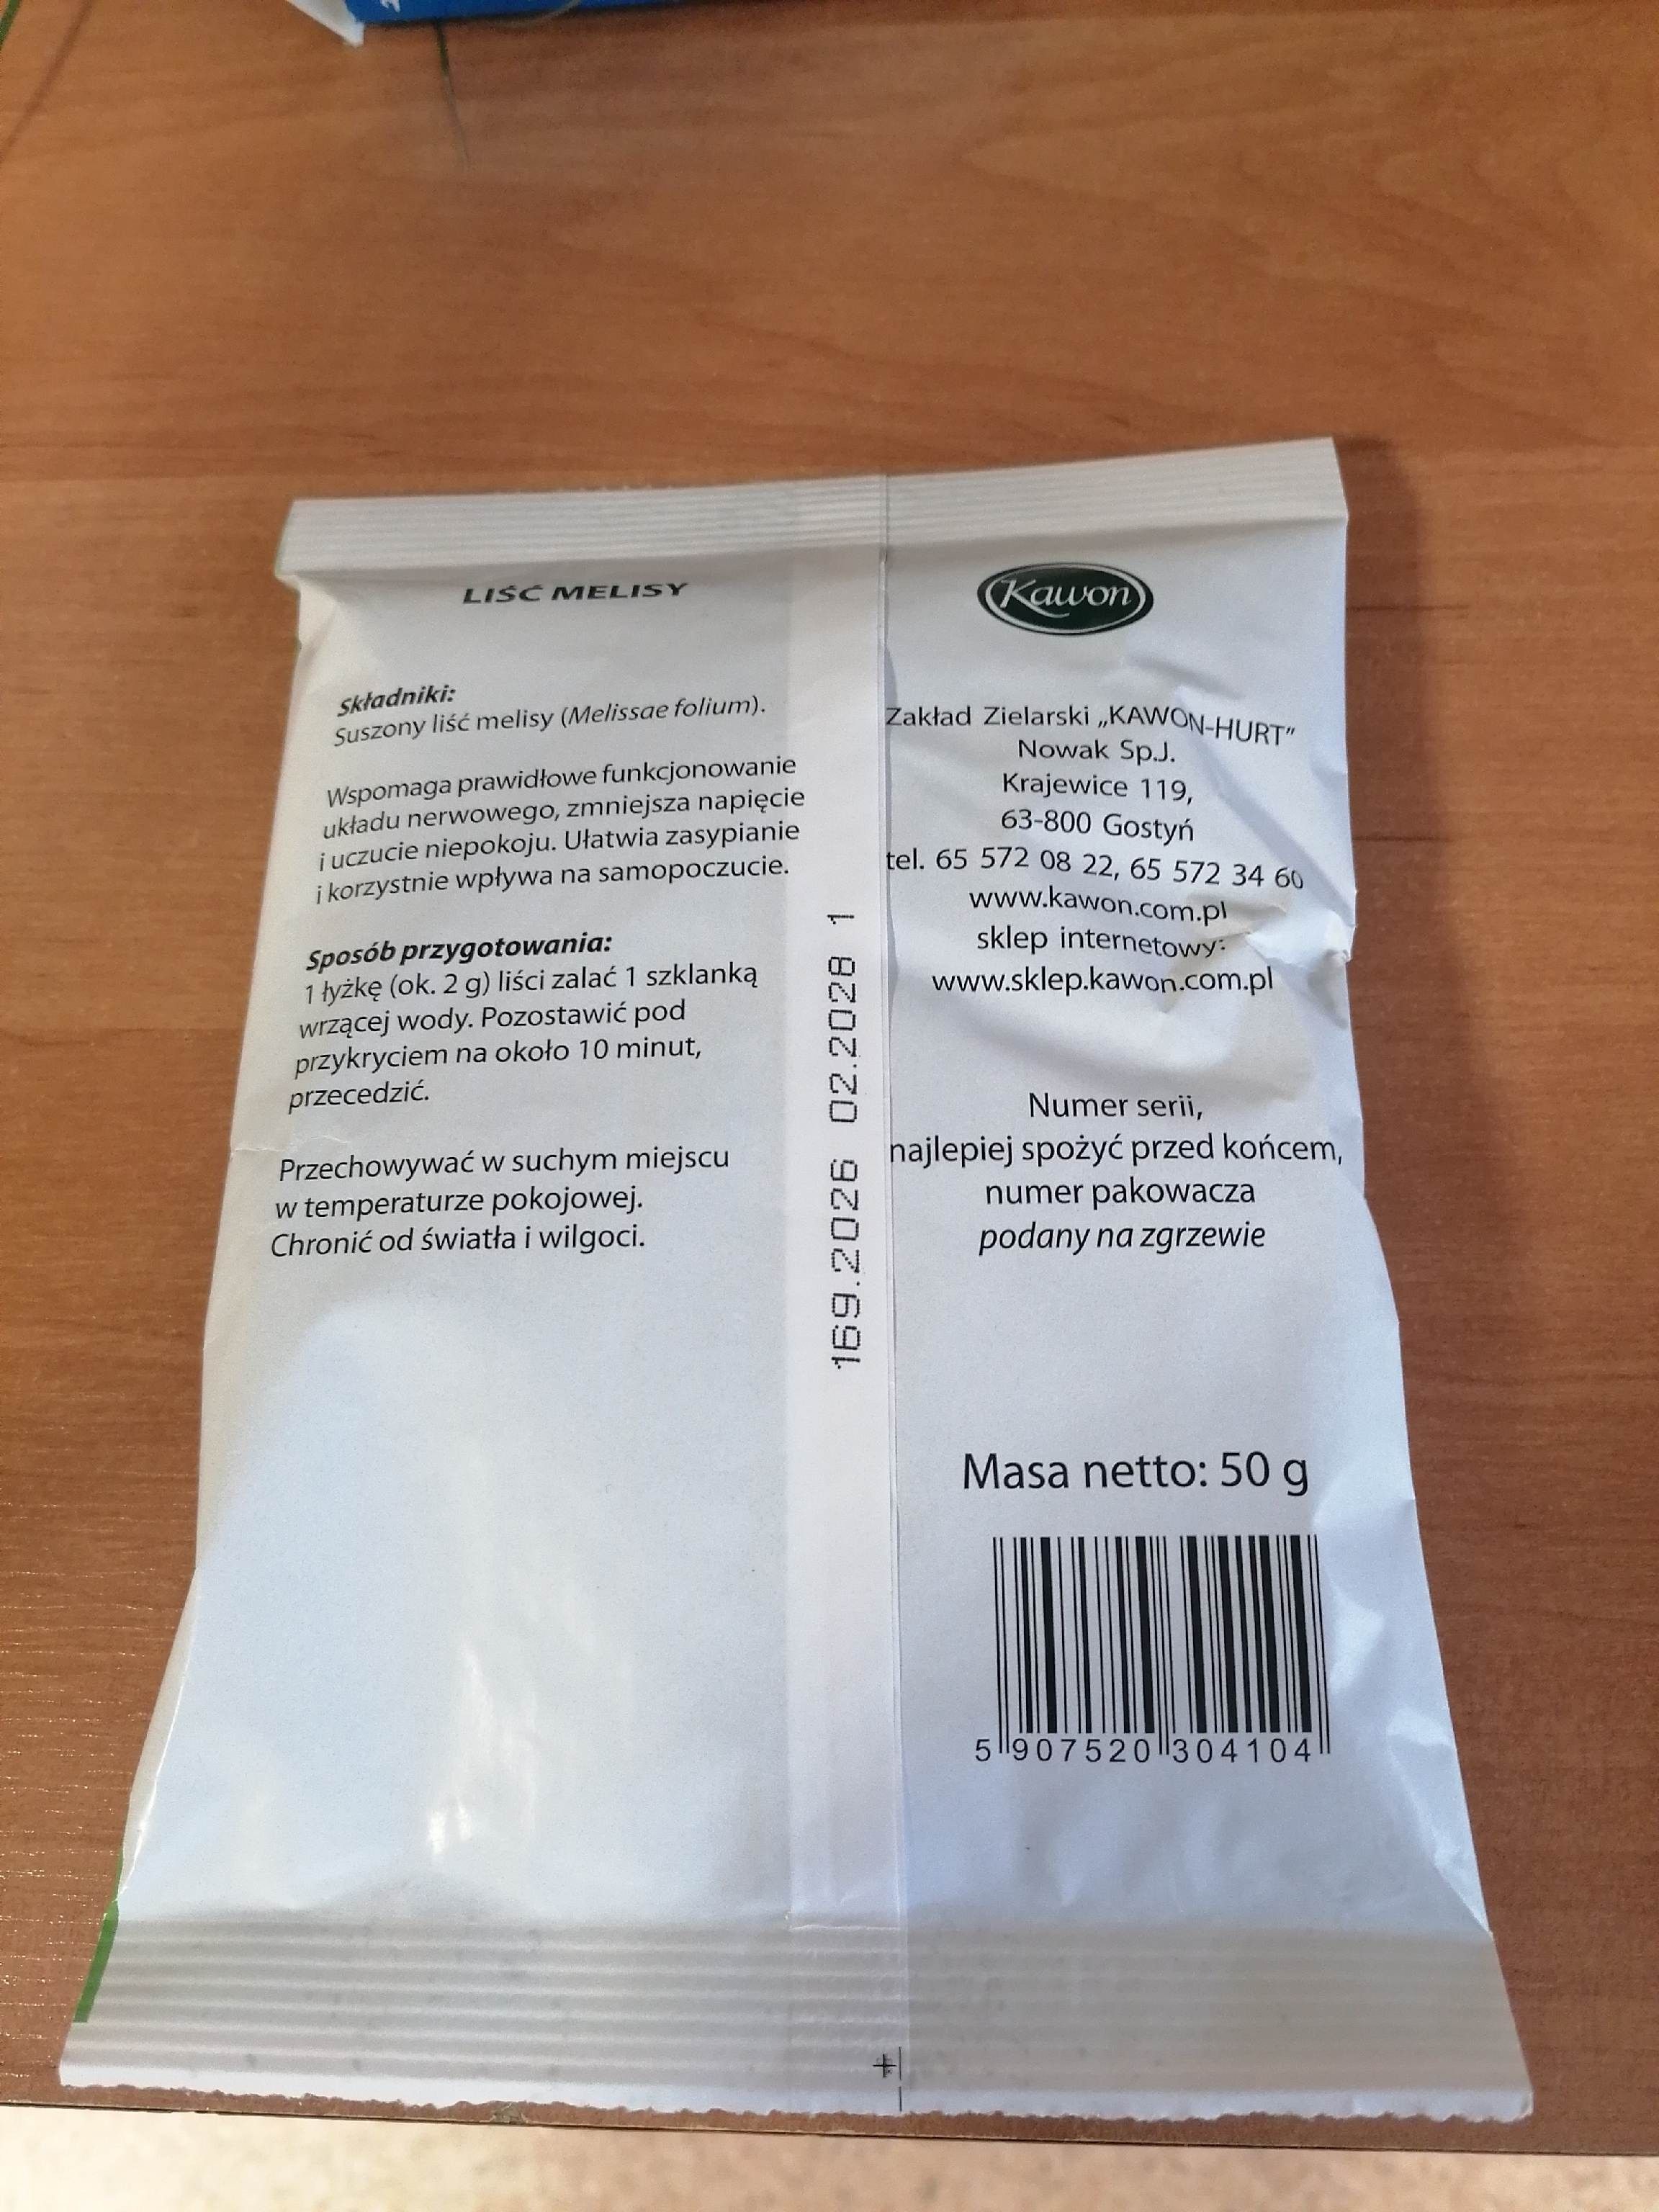 LIŚĆ MELISY
Składniki:
Suszony liść melisy (Melissae folium).
Wspomaga prawidłowe funkcjonowanie
układu nerwowego, zmniejsza napięcie
i uczucie niepokoju. Ułatwia zasypianie
i korzystnie wpływa na samopoczucie.
Sposób przygotowania:
1 łyżkę (ok. 2 g) liści zalać 1 szklanką
wrzącej wody. Pozostawić pod
przykryciem na około 10 minut,
przecedzić.
Przechowywać w suchym miejscu
w temperaturze pokojowej.
Chronić od światła i wilgoci.
169.2026 02.2028 1
Kawon
Zakład Zielarski „KAWON-HURT”
Nowak Sp.J.
Krajewice 119,
63-800 Gostyń
tel. 65 572 08 22, 65 572 34 60
www.kawon.com.pl
sklep internetowy:
www.sklep.kawon.com.pl
Numer serii,
najlepiej spożyć przed końcem,
numer pakowacza
podany na zgrzewie
Masa netto: 50 g
5 907520 304104